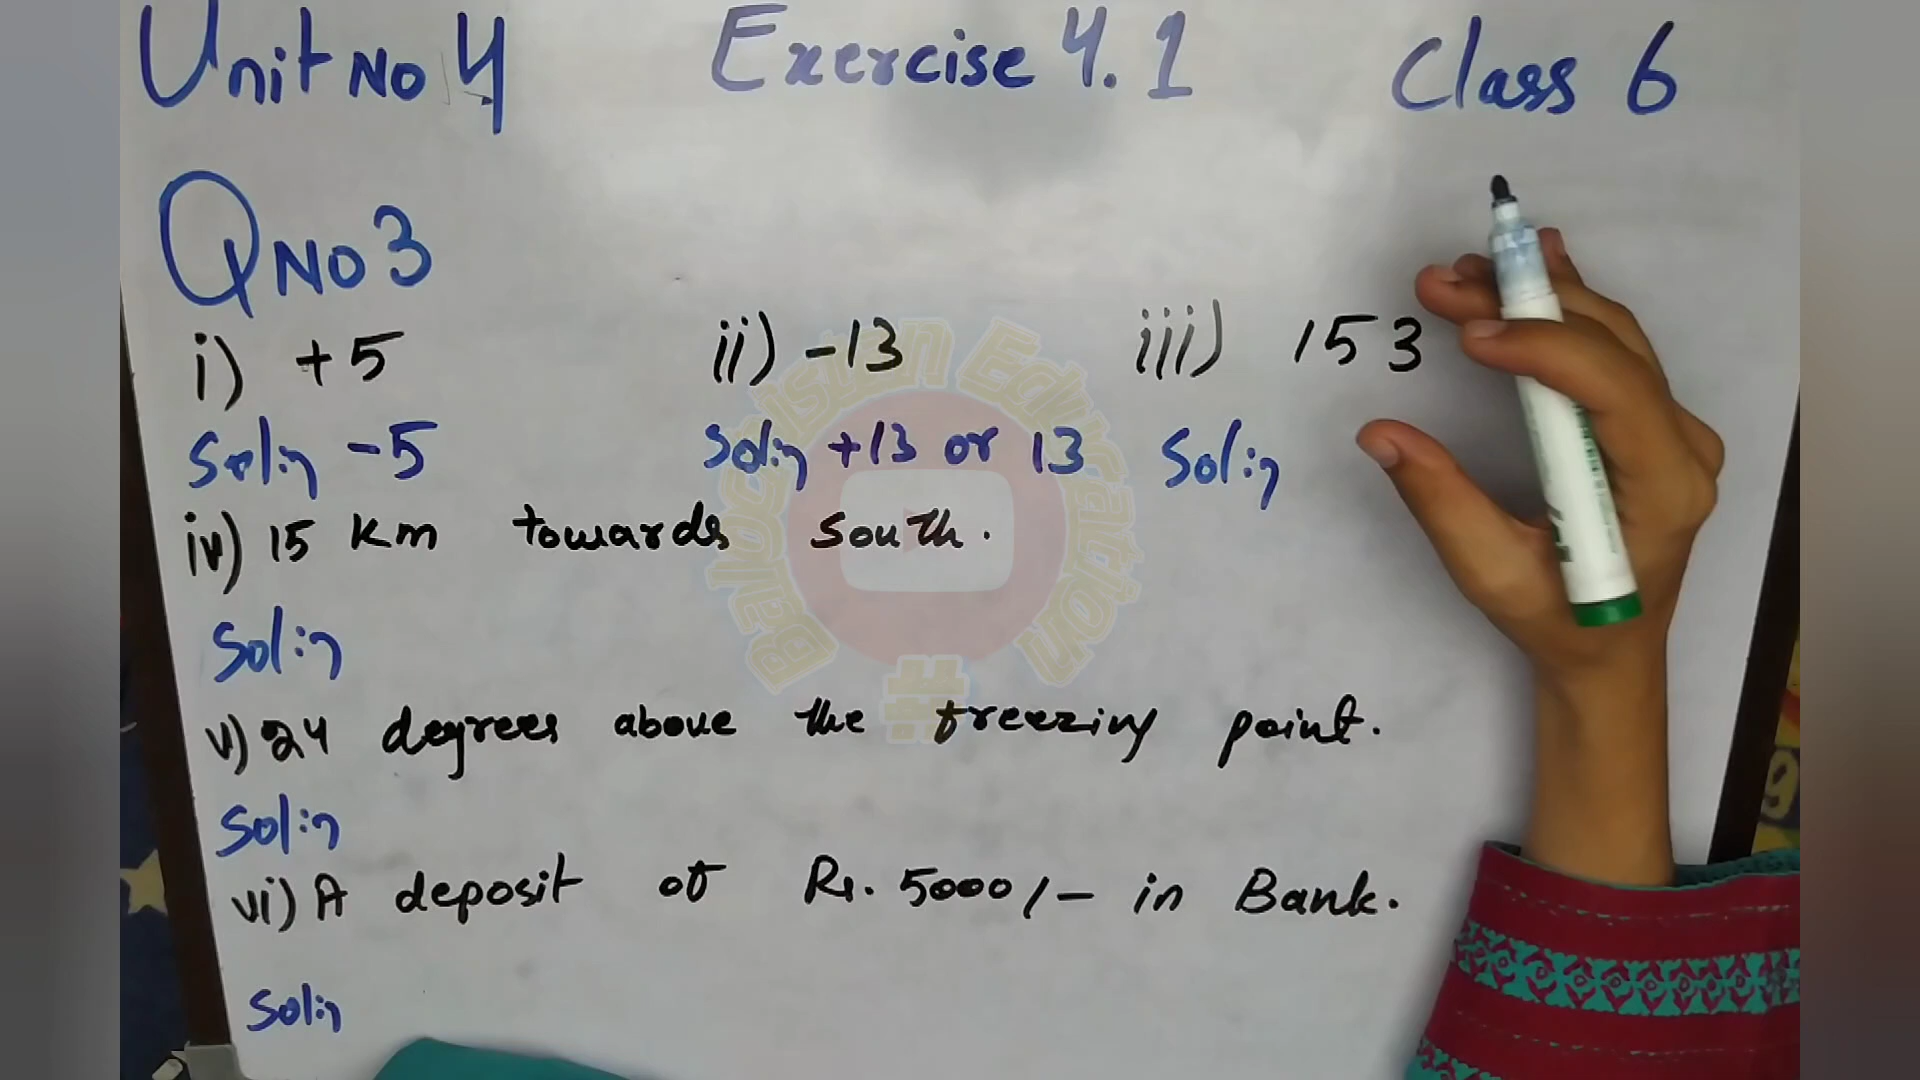 Unit No 4 Exercise 4.1 Class 6
Q No 3
i) +5 ii) -13 iii) 153
Sol:n -5 Sol:n +13 or 13 Sol:n
iv) 15 Km towards South.
Sol:n
v) 24 degrees above the freezing point.
Sol:n
vi) A deposit of Rs. 5000/- in Bank.
Sol:n
Belogisian Education
#